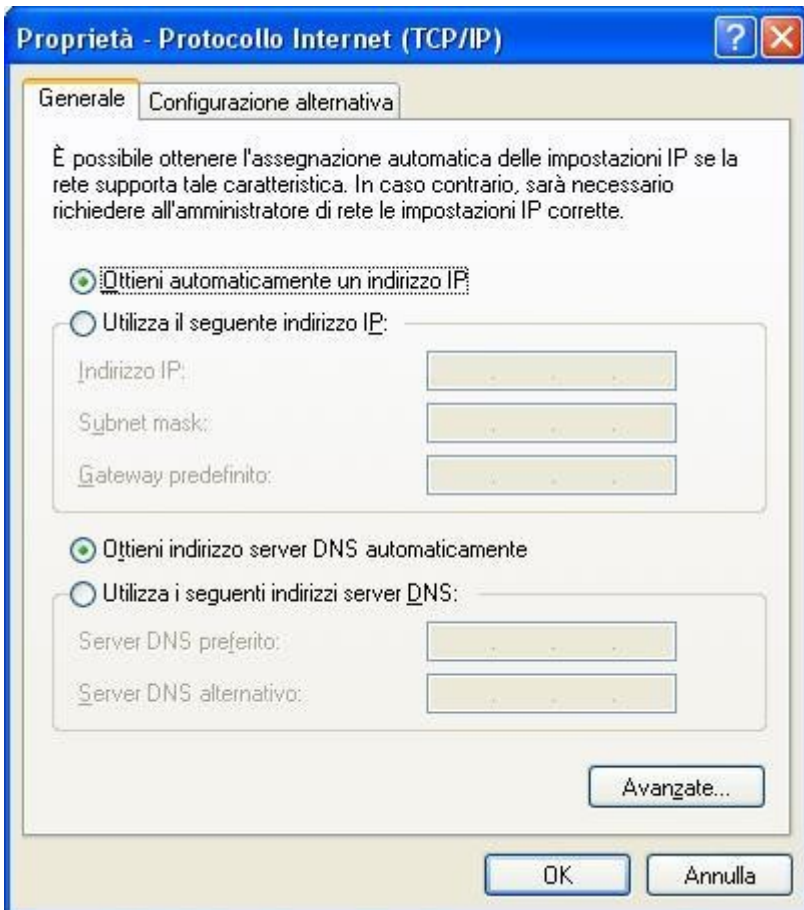 Proprietà - Protocollo Internet (TCP/IP)
Generale
Configurazione alternativa
È possibile ottenere l'assegnazione automatica delle impostazioni IP se la
rete supporta tale caratteristica. In caso contrario, sarà necessario
richiedere all'amministratore di rete le impostazioni IP corrette.
Ottieni automaticamente un indirizzo IP
Utilizza il seguente indirizzo IP:
Indirizzo IP:
Subnet mask:
Gateway predefinito:
Ottieni indirizzo server DNS automaticamente
Utilizza i seguenti indirizzi server DNS:
Server DNS preferito:
Server DNS alternativo:
Avanzate...
OK
Annulla